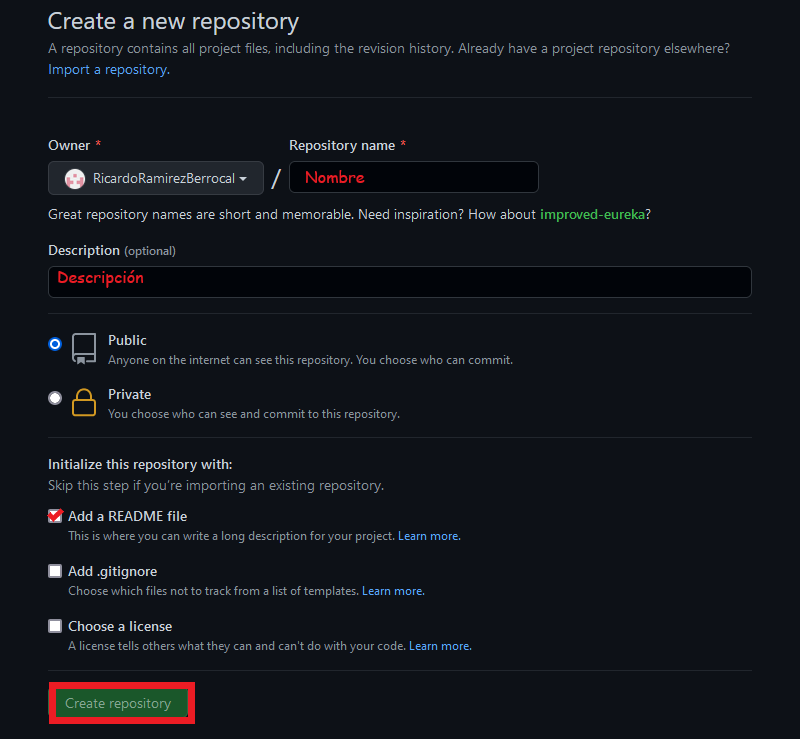 Create a new repository
A repository contains all project files, including the revision history. Already have a project repository elsewhere?
Import a repository.
Owner * Repository name *
RicardoRamirezBerrocal / Nombre
Great repository names are short and memorable. Need inspiration? How about improved-eureka?
Description (optional)
Descripción
Public
Anyone on the internet can see this repository. You choose who can commit.
Private
You choose who can see and commit to this repository.
Initialize this repository with:
Skip this step if you're importing an existing repository.
Add a README file
This is where you can write a long description for your project. Learn more.
Add .gitignore
Choose which files not to track from a list of templates. Learn more.
Choose a license
A license tells others what they can and can't do with your code. Learn more.
Create repository